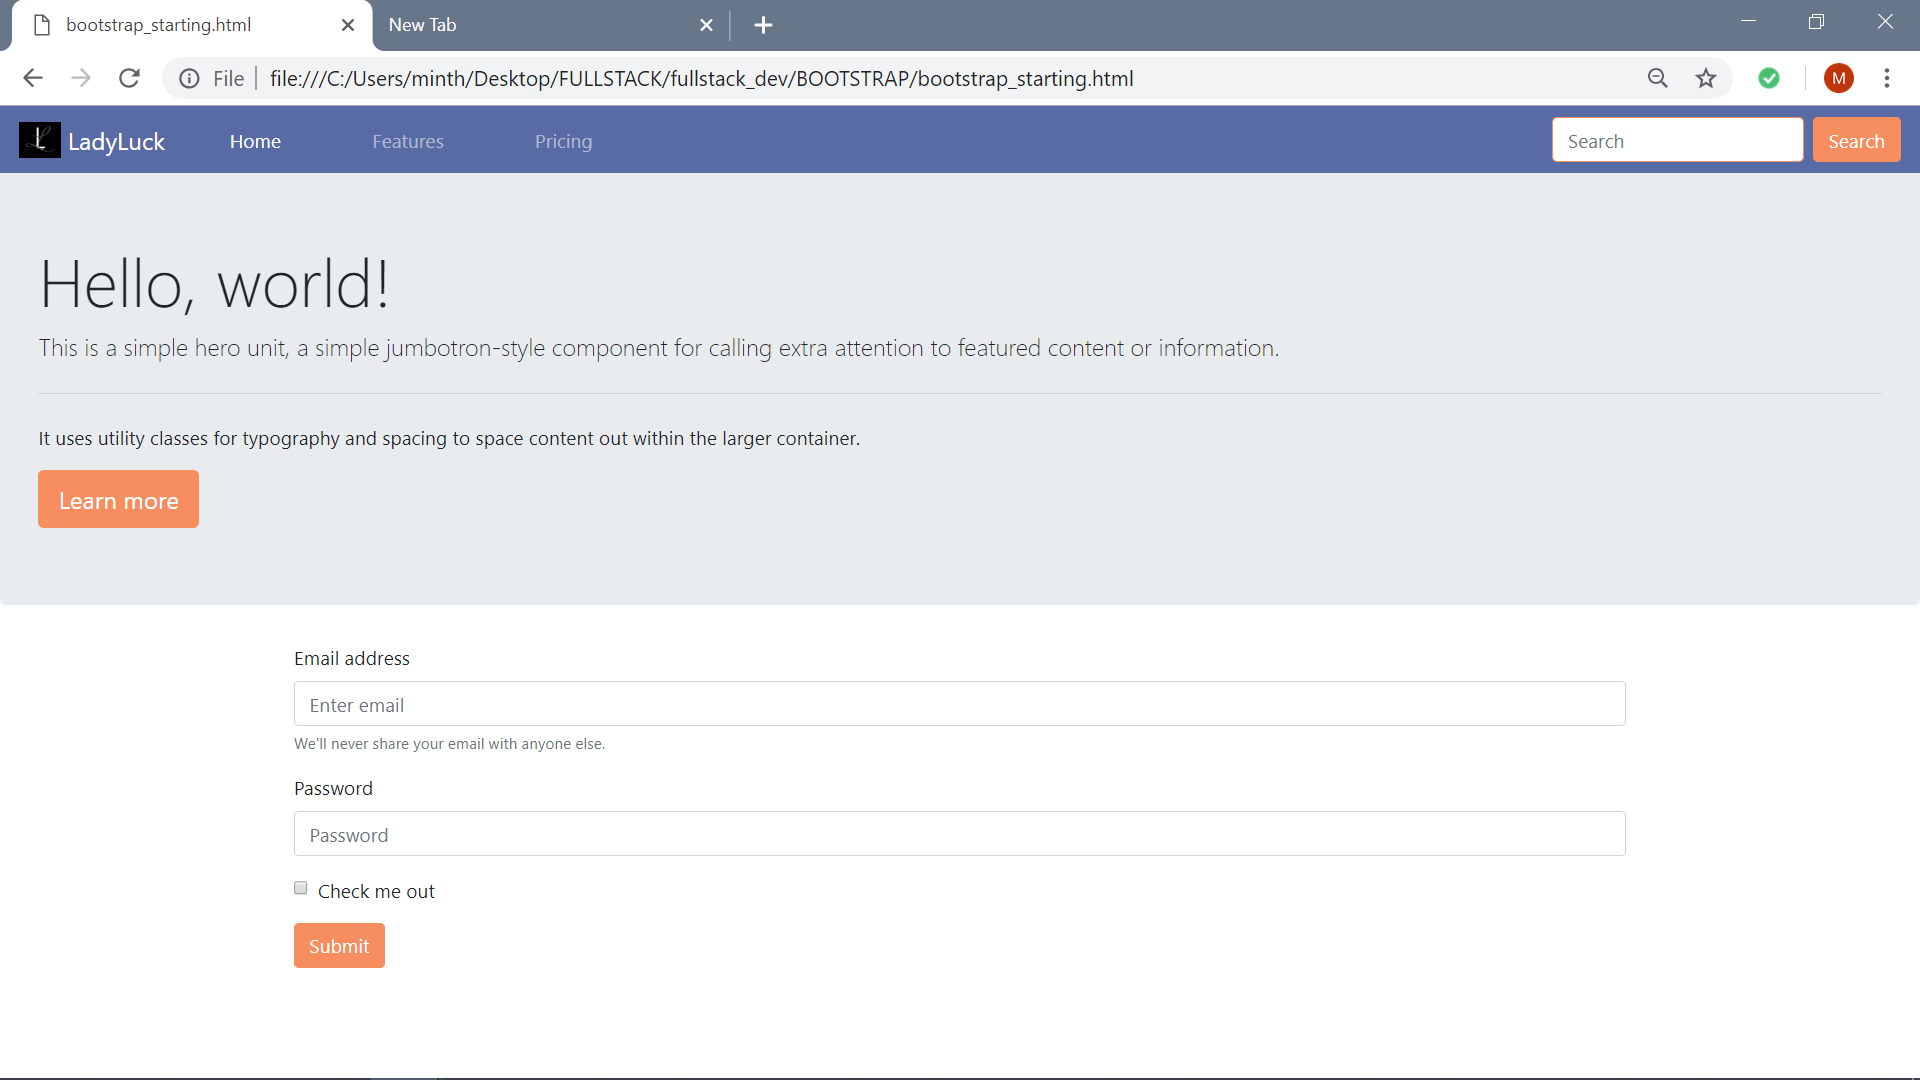 bootstrap_starting.html
New Tab
File
file:///C:/Users/minth/Desktop/FULLSTACK/fullstack_dev/BOOTSTRAP/bootstrap_starting.html
M
L LadyLuck Home Features Pricing Search Search
Hello, world!
This is a simple hero unit, a simple jumbotron-style component for calling extra attention to featured content or information.
It uses utility classes for typography and spacing to space content out within the larger container.
Learn more
Email address
Enter email
We'll never share your email with anyone else.
Password
Password
Check me out
Submit